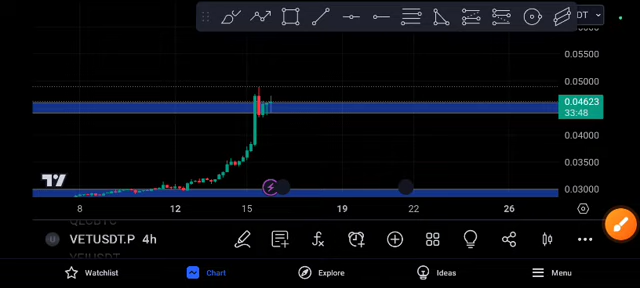 DT
0.05500
0.05000
0.04623
33:48
0.04000
0.03500
0.03000
8 12 15 19 22 26
U VETUSDT.P 4h
Watchlist Chart Explore Ideas Menu